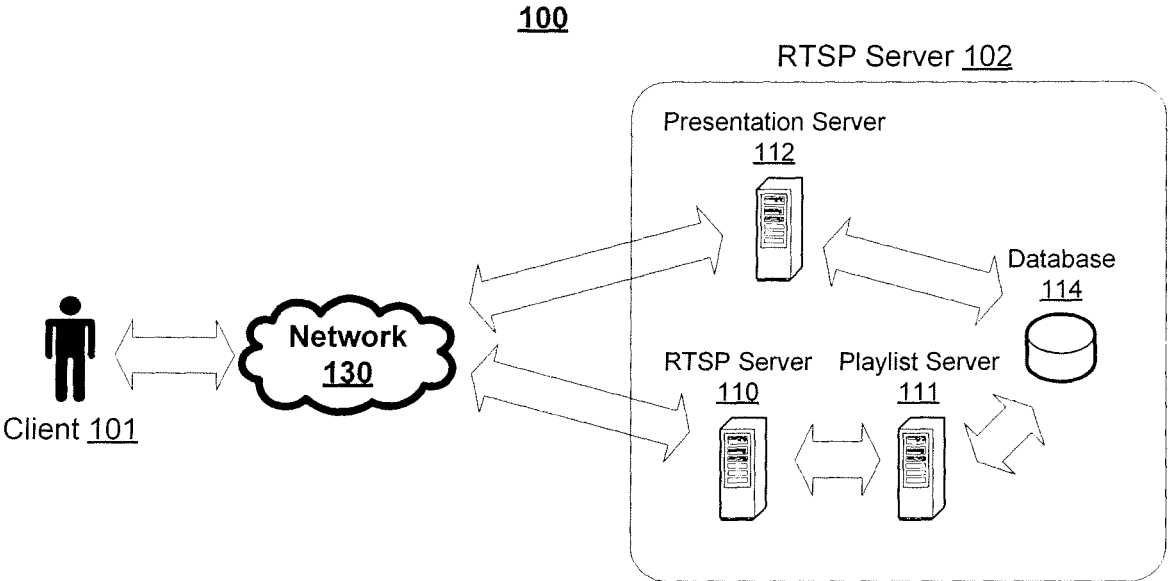 100
RTSP Server 102
Presentation Server
112
Database
114
Network
130
RTSP Server
110
Playlist Server
111
Client 101